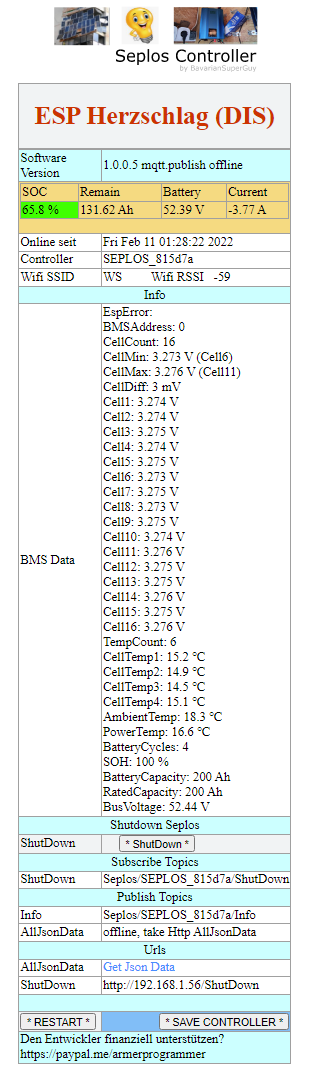 Seplos Controller
by BavarianSuperGuy
ESP Herzschlag (DIS)
Software Version 1.0.0.5 mqtt.publish offline
SOC Remain Battery Current
65.8 % 131.62 Ah 52.39 V -3.77 A
Online seit Fri Feb 11 01:28:22 2022
Controller SEPLOS_815d7a
Wifi SSID WS Wifi RSSI -59
Info
BMS Data
EspError:
BMSAddress: 0
CellCount: 16
CellMin: 3.273 V (Cell6)
CellMax: 3.276 V (Cell11)
CellDiff: 3 mV
Cell1: 3.274 V
Cell2: 3.274 V
Cell3: 3.275 V
Cell4: 3.274 V
Cell5: 3.275 V
Cell6: 3.273 V
Cell7: 3.275 V
Cell8: 3.273 V
Cell9: 3.275 V
Cell10: 3.274 V
Cell11: 3.276 V
Cell12: 3.275 V
Cell13: 3.275 V
Cell14: 3.276 V
Cell15: 3.275 V
Cell16: 3.276 V
TempCount: 6
CellTemp1: 15.2 °C
CellTemp2: 14.9 °C
CellTemp3: 14.5 °C
CellTemp4: 15.1 °C
AmbientTemp: 18.3 °C
PowerTemp: 16.6 °C
BatteryCycles: 4
SOH: 100 %
BatteryCapacity: 200 Ah
RatedCapacity: 200 Ah
BusVoltage: 52.44 V
Shutdown Seplos
ShutDown * ShutDown *
Subscribe Topics
ShutDown Seplos/SEPLOS_815d7a/ShutDown
Publish Topics
Info Seplos/SEPLOS_815d7a/Info
AllJsonData offline, take Http AllJsonData
Urls
AllJsonData Get Json Data
ShutDown http://192.168.1.56/ShutDown
* RESTART * * SAVE CONTROLLER *
Den Entwickler finanziell unterstützen?
https://paypal.me/armerprogrammer